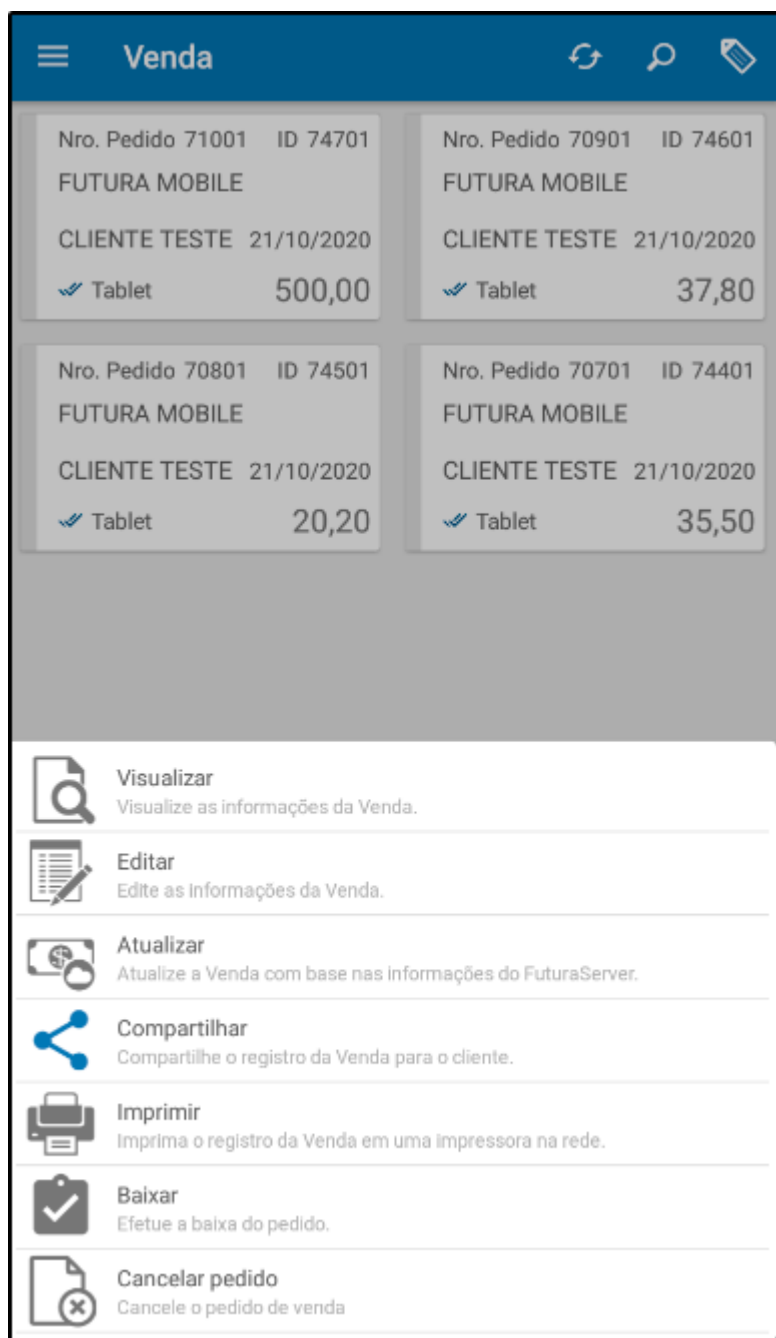 Venda
Nro. Pedido 71001 ID 74701
FUTURA MOBILE
CLIENTE TESTE 21/10/2020
Tablet 500,00
Nro. Pedido 70901 ID 74601
FUTURA MOBILE
CLIENTE TESTE 21/10/2020
Tablet 37,80
Nro. Pedido 70801 ID 74501
FUTURA MOBILE
CLIENTE TESTE 21/10/2020
Tablet 20,20
Nro. Pedido 70701 ID 74401
FUTURA MOBILE
CLIENTE TESTE 21/10/2020
Tablet 35,50
Visualizar
Visualize as informações da Venda.
Editar
Edite as informações da Venda.
Atualizar
Atualize a Venda com base nas informações do FuturaServer.
Compartilhar
Compartilhe o registro da Venda para o cliente.
Imprimir
Imprima o registro da Venda em uma impressora na rede.
Baixar
Efetue a baixa do pedido.
Cancelar pedido
Cancele o pedido de venda